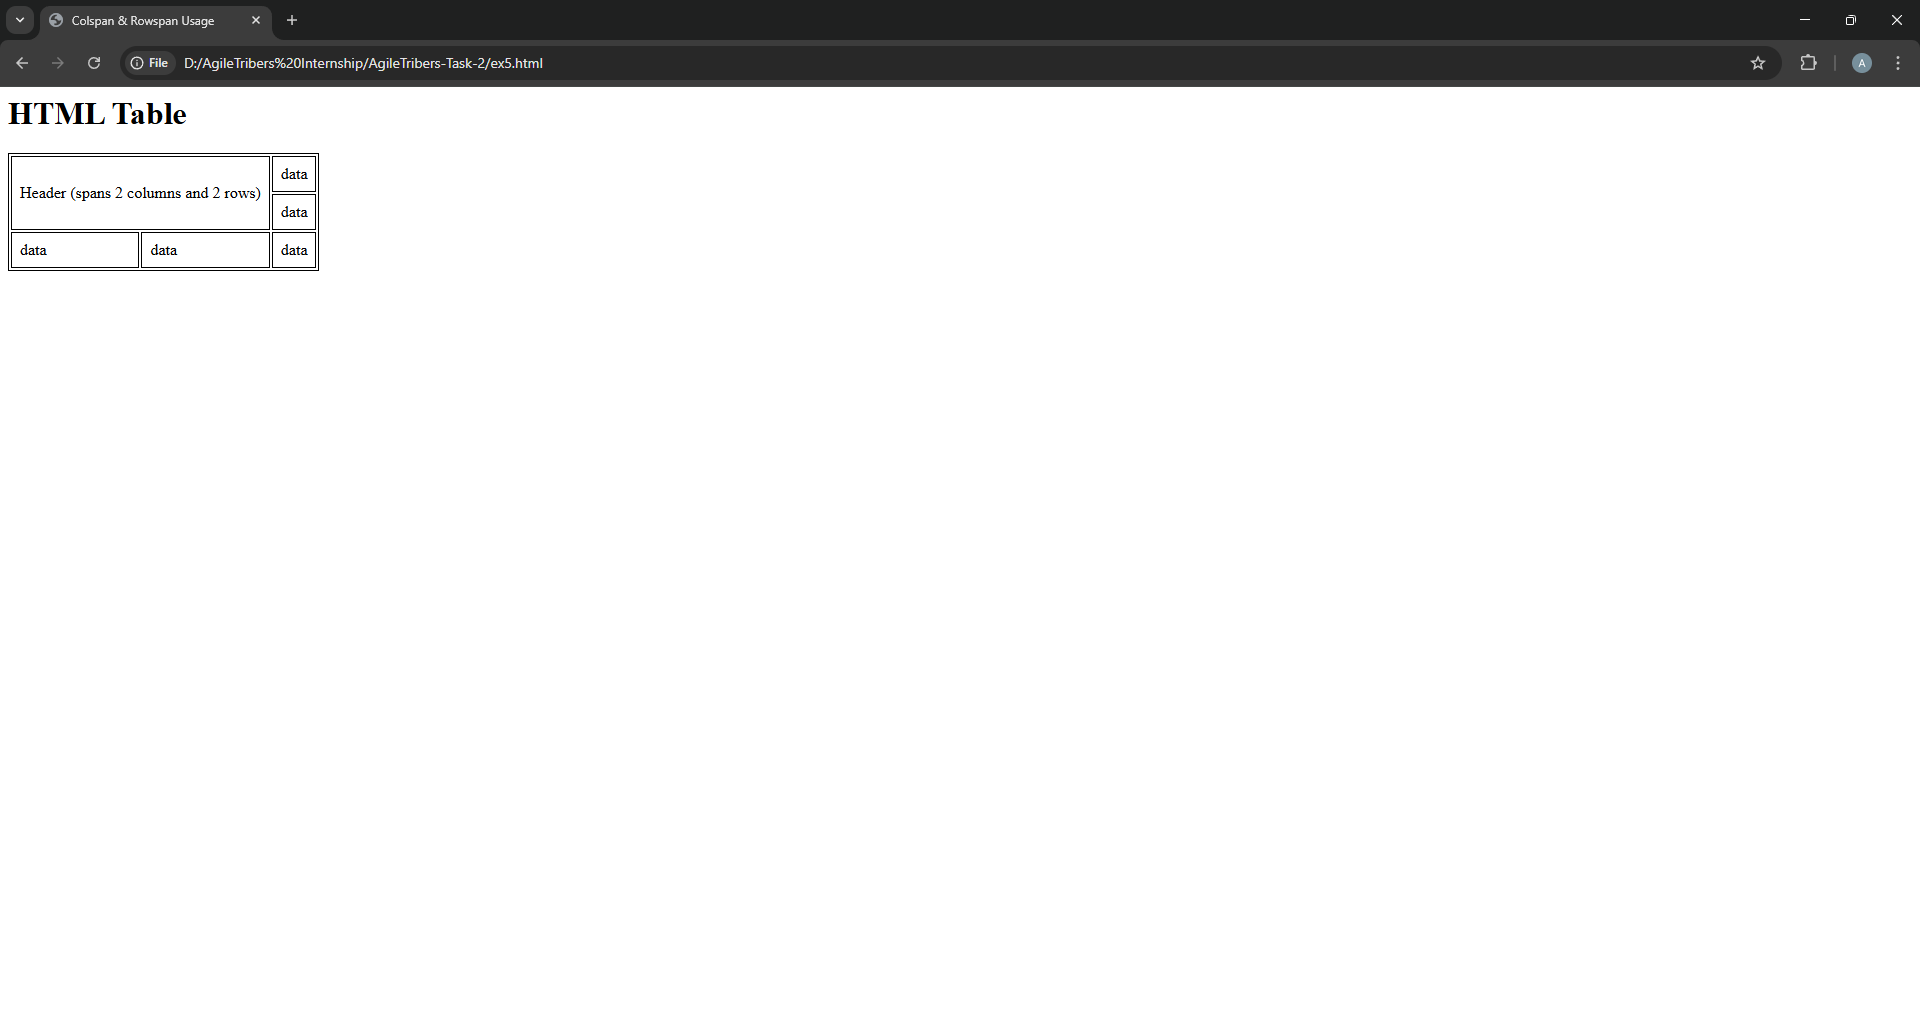 Colspan & Rowspan Usage
File D:/AgileTribers%20Internship/AgileTribers-Task-2/ex5.html
A
HTML Table
Header (spans 2 columns and 2 rows) data
data
data data data